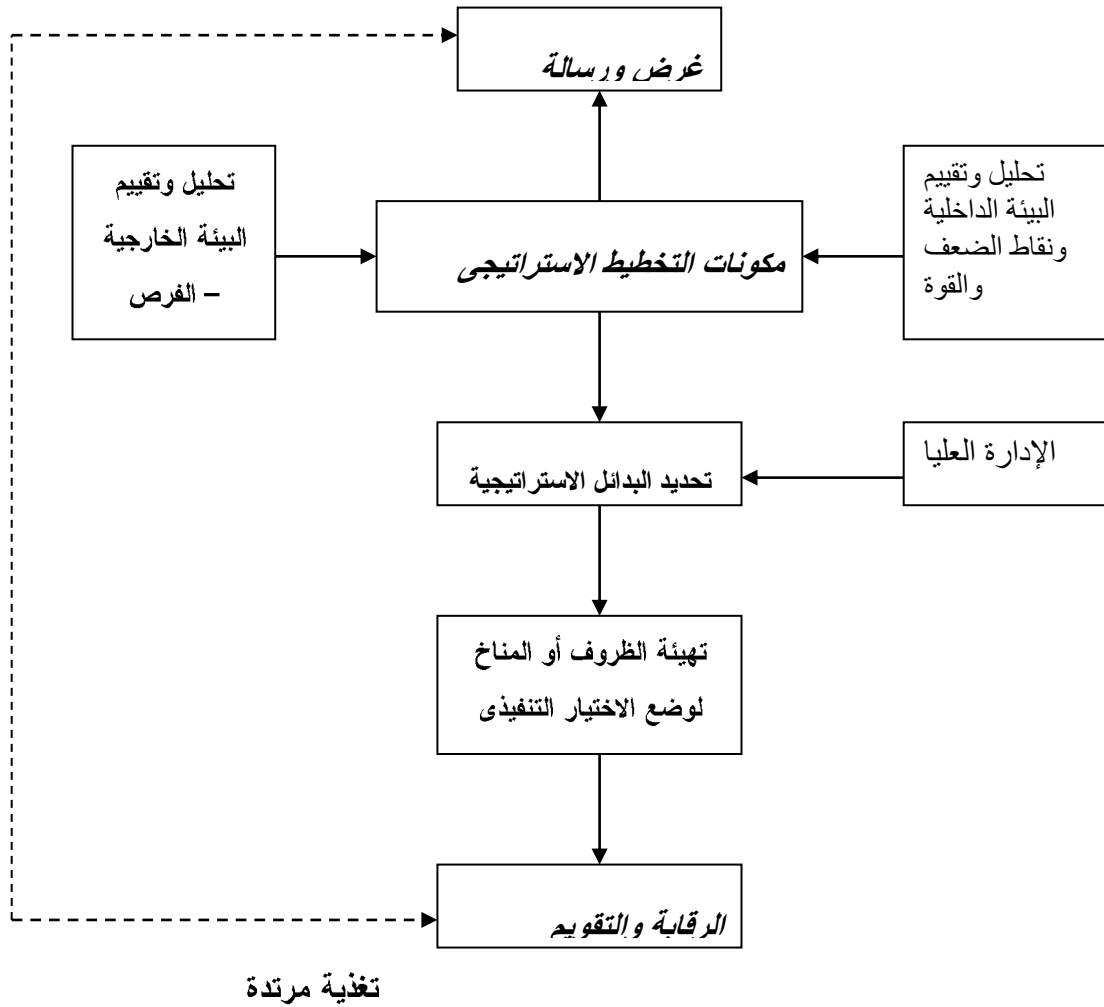 غرض ورسالة
تحليل وتقييم
البيئة الداخلية
ونقاط الضعف
والقوة
تحليل وتقييم
البيئة الخارجية
– الفرص
مكونات التخطيط الاستراتيجى
الإدارة العليا
تحديد البدائل الاستراتيجية
تهيئة الظروف أو المناخ
لوضع الاختيار التنفيذى
الرقابة والتقويم
تغذية مرتدة